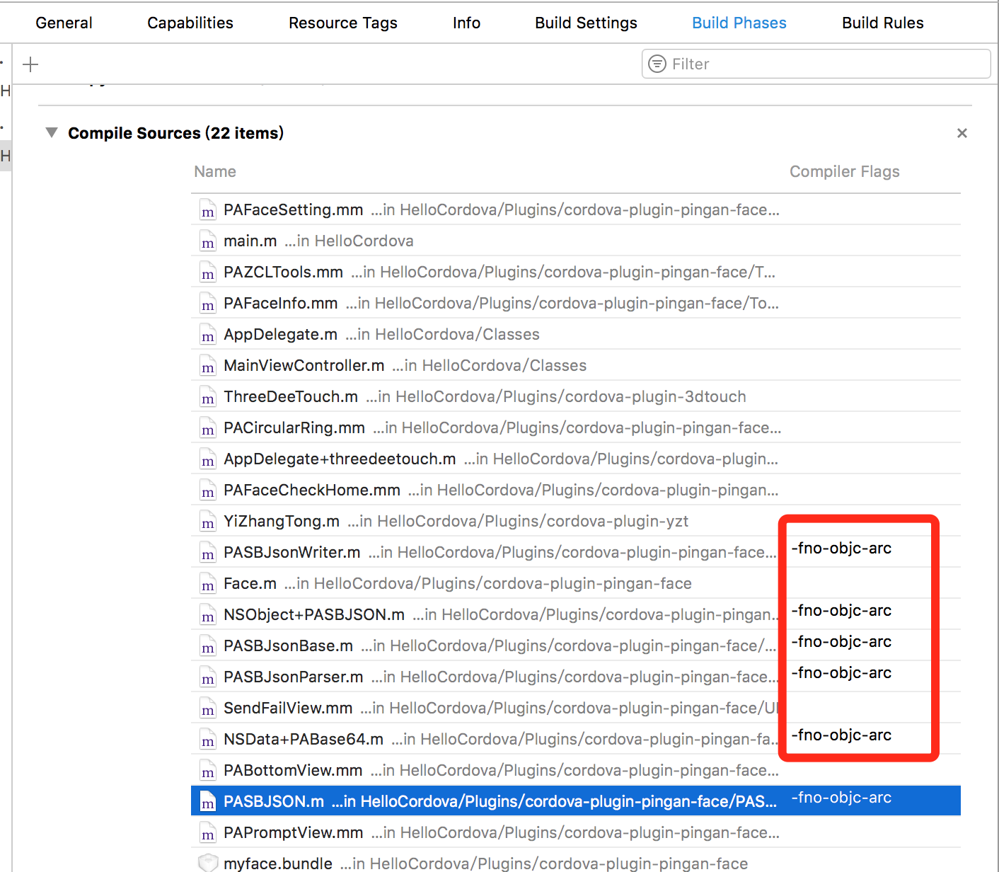 General Capabilities Resource Tags Info Build Settings Build Phases Build Rules
Filter
H
H
Compile Sources (22 items)
Name Compiler Flags
PAFaceSetting.mm ...in HelloCordova/Plugins/cordova-plugin-pingan-face...
main.m ...in HelloCordova
PAZCLTools.mm ...in HelloCordova/Plugins/cordova-plugin-pingan-face/T...
PAFaceInfo.mm ...in HelloCordova/Plugins/cordova-plugin-pingan-face/To...
AppDelegate.m ...in HelloCordova/Classes
MainViewController.m ...in HelloCordova/Classes
ThreeDeeTouch.m ...in HelloCordova/Plugins/cordova-plugin-3dtouch
PACircularRing.mm ...in HelloCordova/Plugins/cordova-plugin-pingan-face...
AppDelegate+threedeetouch.m ...in HelloCordova/Plugins/cordova-plugin...
PAFaceCheckHome.mm ...in HelloCordova/Plugins/cordova-plugin-pingan...
YiZhangTong.m ...in HelloCordova/Plugins/cordova-plugin-yzt
PASBJsonWriter.m ...in HelloCordova/Plugins/cordova-plugin-pingan-face... -fno-objc-arc
Face.m ...in HelloCordova/Plugins/cordova-plugin-pingan-face
NSObject+PASBJSON.m ...in HelloCordova/Plugins/cordova-plugin-pingan... -fno-objc-arc
PASBJsonBase.m ...in HelloCordova/Plugins/cordova-plugin-pingan-face/... -fno-objc-arc
PASBJsonParser.m ...in HelloCordova/Plugins/cordova-plugin-pingan-face... -fno-objc-arc
SendFailView.mm ...in HelloCordova/Plugins/cordova-plugin-pingan-face/UI
NSData+PABase64.m ...in HelloCordova/Plugins/cordova-plugin-pingan-fa... -fno-objc-arc
PABottomView.mm ...in HelloCordova/Plugins/cordova-plugin-pingan-face...
PASBJSON.m ...in HelloCordova/Plugins/cordova-plugin-pingan-face/PAS... -fno-objc-arc
PAPromptView.mm ...in HelloCordova/Plugins/cordova-plugin-pingan-face...
myface.bundle ...in HelloCordova/Plugins/cordova-plugin-pingan-face